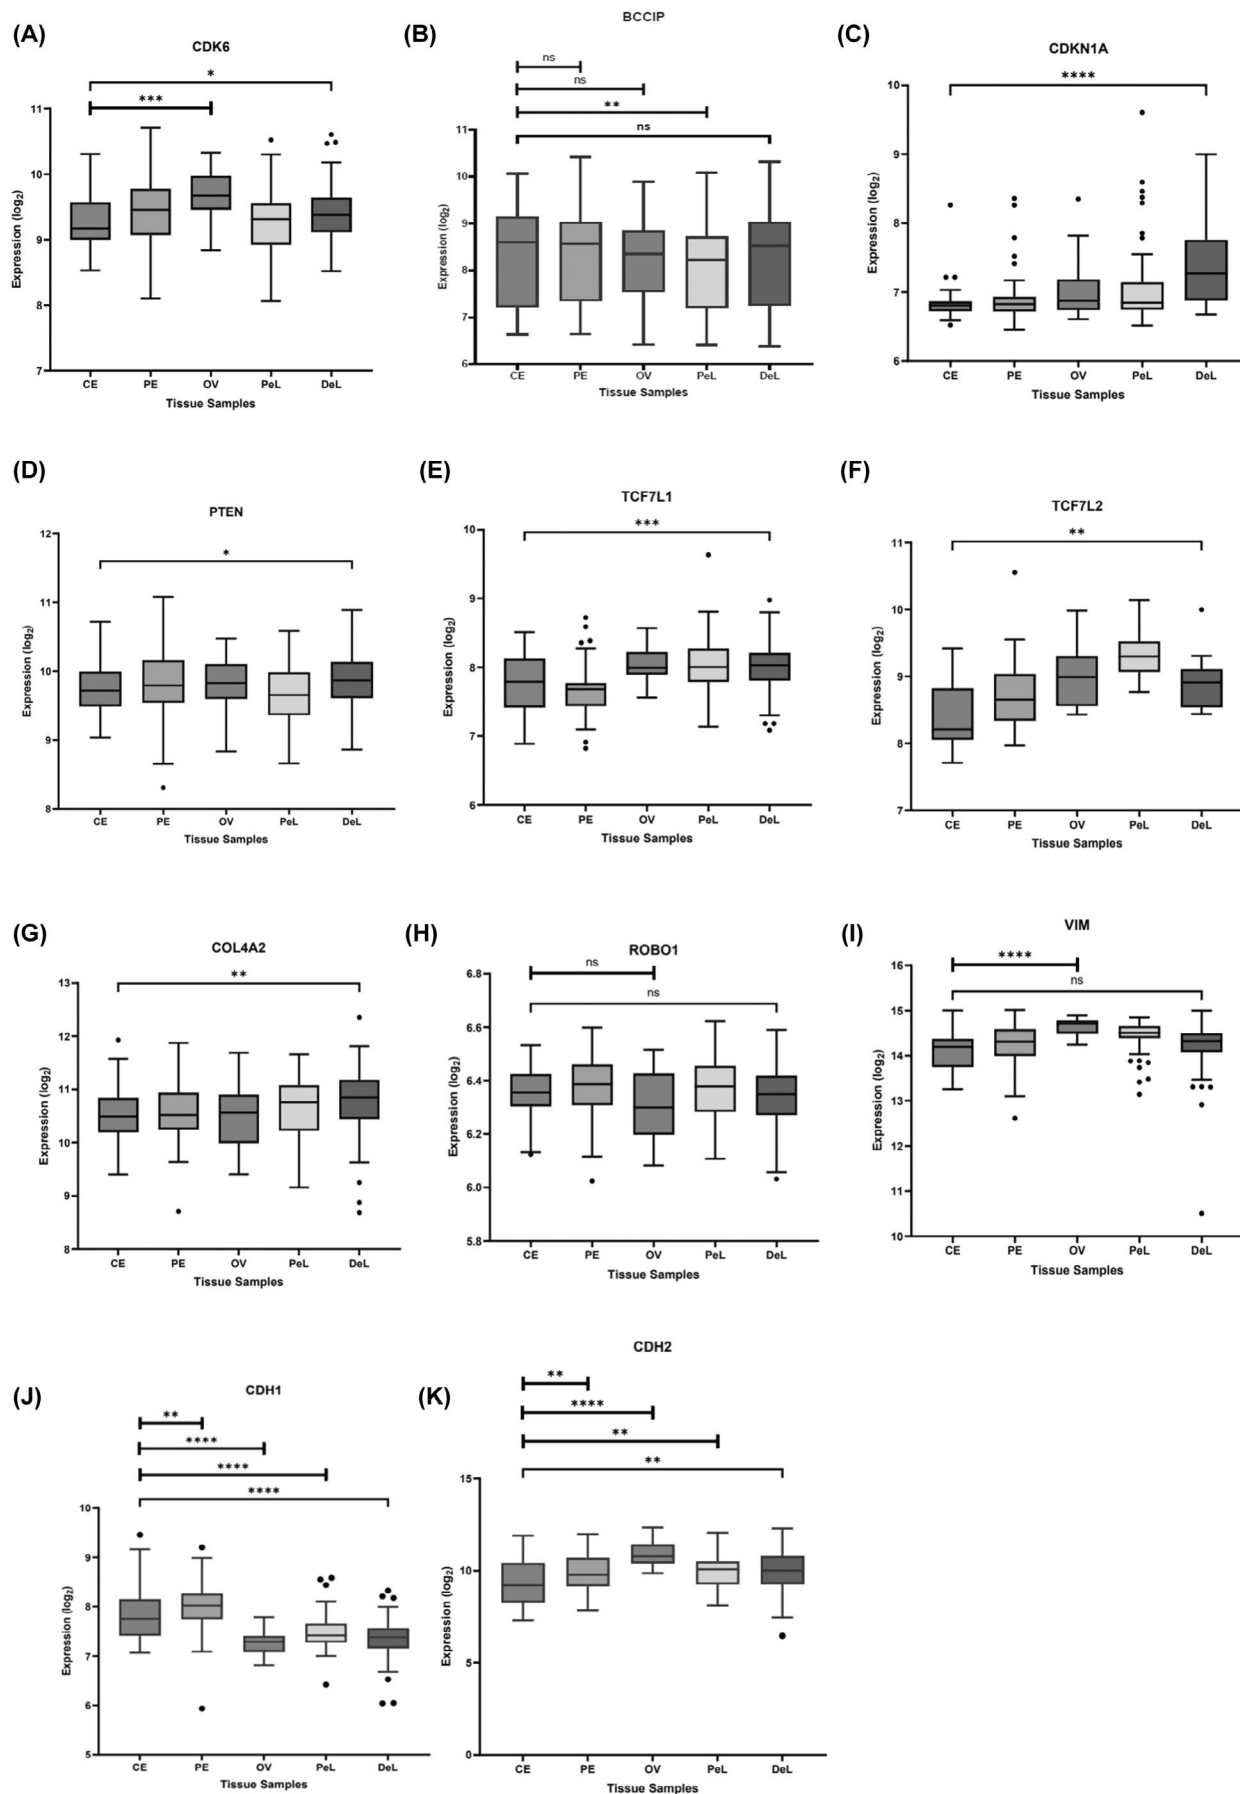 (A)
CDK6
*
***
Expression (log2)
11
10
9
8
7
CE PE OV PeL DeL
Tissue Samples
(B)
BCCIP
ns
ns
**
ns
Expression (log2)
11
10
9
8
7
6
CE PE OV PeL DeL
Tissue Samples
(C)
CDKN1A
****
Expression (log2)
10
9
8
7
6
CE PE OV PeL DeL
Tissue Samples
(D)
PTEN
*
Expression (log2)
12
11
10
9
8
CE PE OV PeL DeL
Tissue Samples
(E)
TCF7L1
***
Expression (log2)
10
9
8
7
6
CE PE OV PeL DeL
Tissue Samples
(F)
TCF7L2
**
Expression (log2)
11
10
9
8
7
CE PE OV PeL DeL
Tissue Samples
(G)
COL4A2
**
Expression (log2)
13
12
11
10
9
8
CE PE OV PeL DeL
Tissue Samples
(H)
ROBO1
ns
ns
Expression (log2)
6.8
6.6
6.4
6.2
6.0
5.8
CE PE OV PeL DeL
Tissue Samples
(I)
VIM
****
ns
Expression (log2)
16
15
14
13
12
11
10
CE PE OV PeL DeL
Tissue Samples
(J)
CDH1
**
****
****
****
Expression (log2)
10
9
8
7
6
5
CE PE OV PeL DeL
Tissue Samples
(K)
CDH2
**
****
**
**
Expression (log2)
15
10
5
0
CE PE OV PeL DeL
Tissue Samples